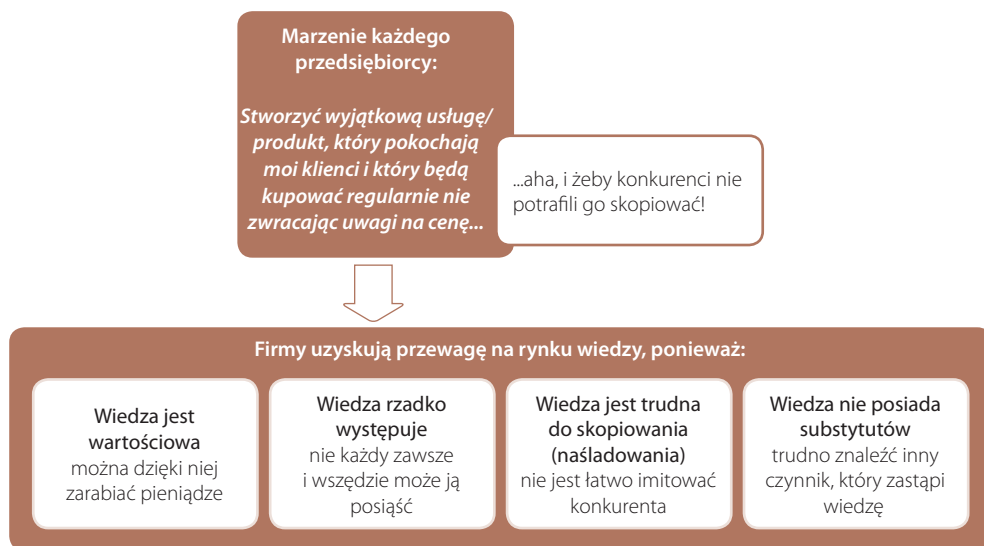 Marzenie każdego
przedsiębiorcy:
Stworzyć wyjątkową usługę/
produkt, który pokochają
moi klienci i który będą
kupować regularnie nie
zwracając uwagi na cenę...
...aha, i żeby konkurenci nie
potrafili go skopiować!
Firmy uzyskują przewagę na rynku wiedzy, ponieważ:
Wiedza jest
wartościowa
można dzięki niej
zarabiać pieniądze
Wiedza rzadko
występuje
nie każdy zawsze
i wszędzie może ją
posiąść
Wiedza jest trudna
do skopiowania
(naśladowania)
nie jest łatwo imitować
konkurenta
Wiedza nie posiada
substytutów
trudno znaleźć inny
czynnik, który zastąpi
wiedzę